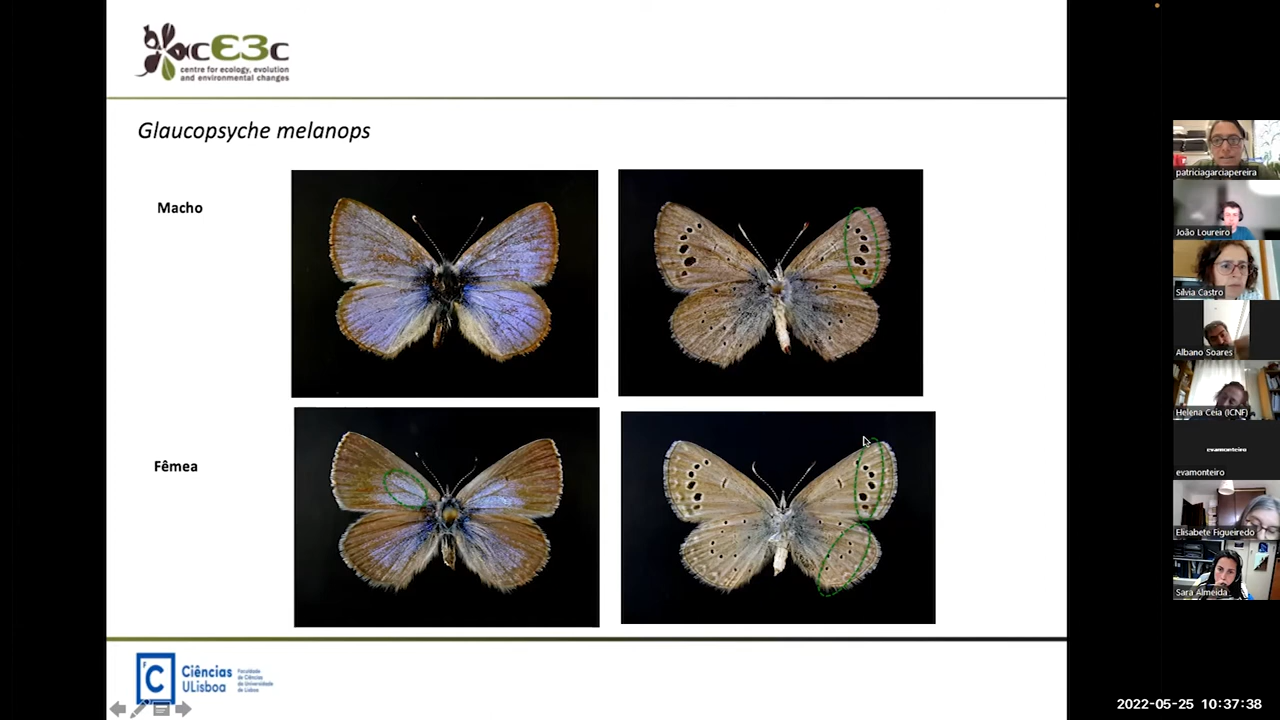 cE3c
centre for ecology, evolution
and environmental changes
Glaucopsyche melanops
Macho
Fêmea
C
Ciências
ULisboa
Faculdade
de Ciências
da Universidade
de Lisboa
patriciagarciapereira
João Loureiro
Sílvia Castro
Albano Soares
Helena Ceia (ICNF)
evamonteiro
evamonteiro
Elisabete Figueiredo
Sara Almeida
2022-05-25 10:37:38